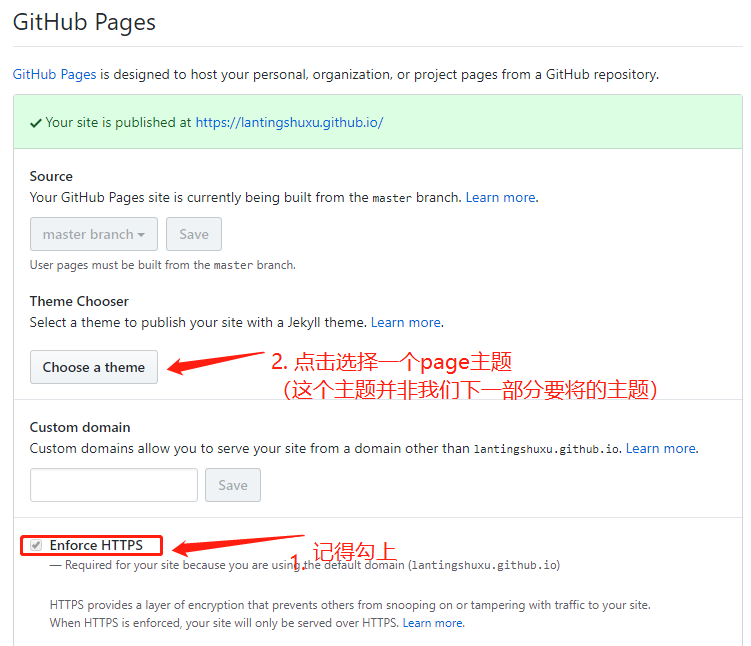 GitHub Pages
GitHub Pages is designed to host your personal, organization, or project pages from a GitHub repository.
Your site is published at https://lantingshuxu.github.io/
Source
Your GitHub Pages site is currently being built from the master branch. Learn more.
master branch
Save
User pages must be built from the master branch.
Theme Chooser
Select a theme to publish your site with a Jekyll theme. Learn more.
Choose a theme
2. 点击选择一个page主题
（这个主题并非我们下一部分要将的主题）
Custom domain
Custom domains allow you to serve your site from a domain other than lantingshuxu.github.io. Learn more.
Save
Enforce HTTPS
1. 记得勾上
— Required for your site because you are using the default domain (lantingshuxu.github.io)
HTTPS provides a layer of encryption that prevents others from snooping on or tampering with traffic to your site.
When HTTPS is enforced, your site will only be served over HTTPS. Learn more.